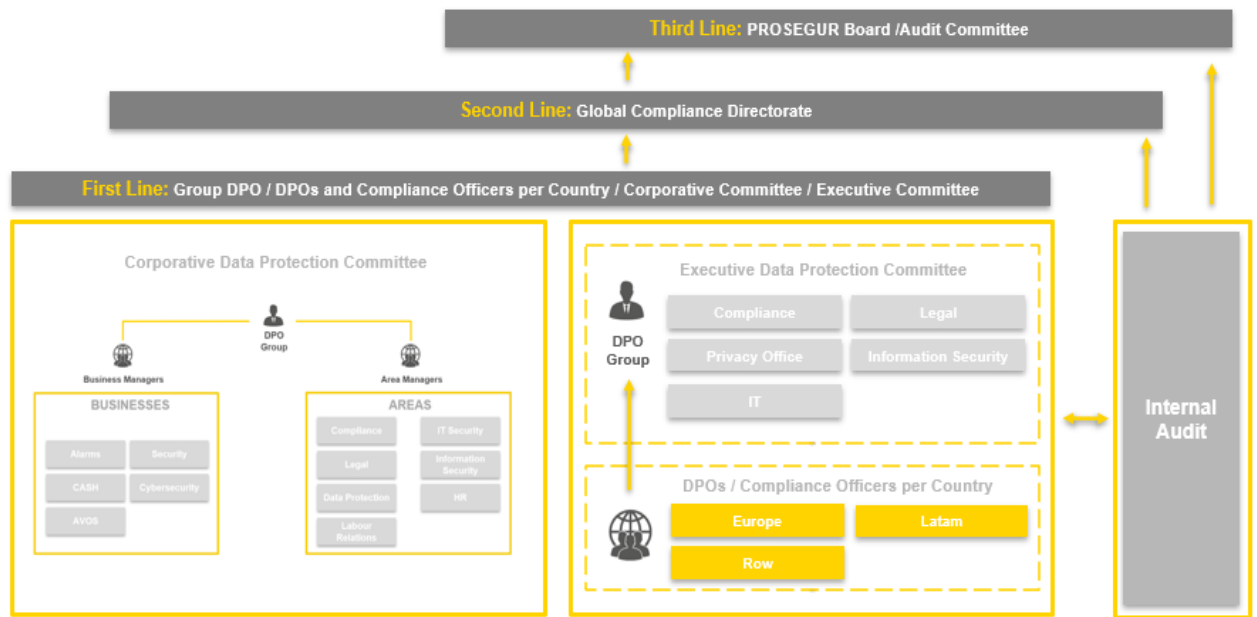 Third Line: PROSEGUR Board /Audit Committee
Second Line: Global Compliance Directorate
First Line: Group DPO / DPOs and Compliance Officers per Country / Corporative Committee / Executive Committee
Corporative Data Protection Committee
DPO
Group
Business Managers
Area Managers
BUSINESSES
Alarms
Security
CASH
Cybersecurity
AVOS
AREAS
Compliance
IT Security
Legal
Information
Security
Data Protection
HR
Labour
Relations
Executive Data Protection Committee
DPO
Group
Compliance
Legal
Privacy Office
Information Security
IT
DPOs / Compliance Officers per Country
Europe
Latam
Row
Internal
Audit